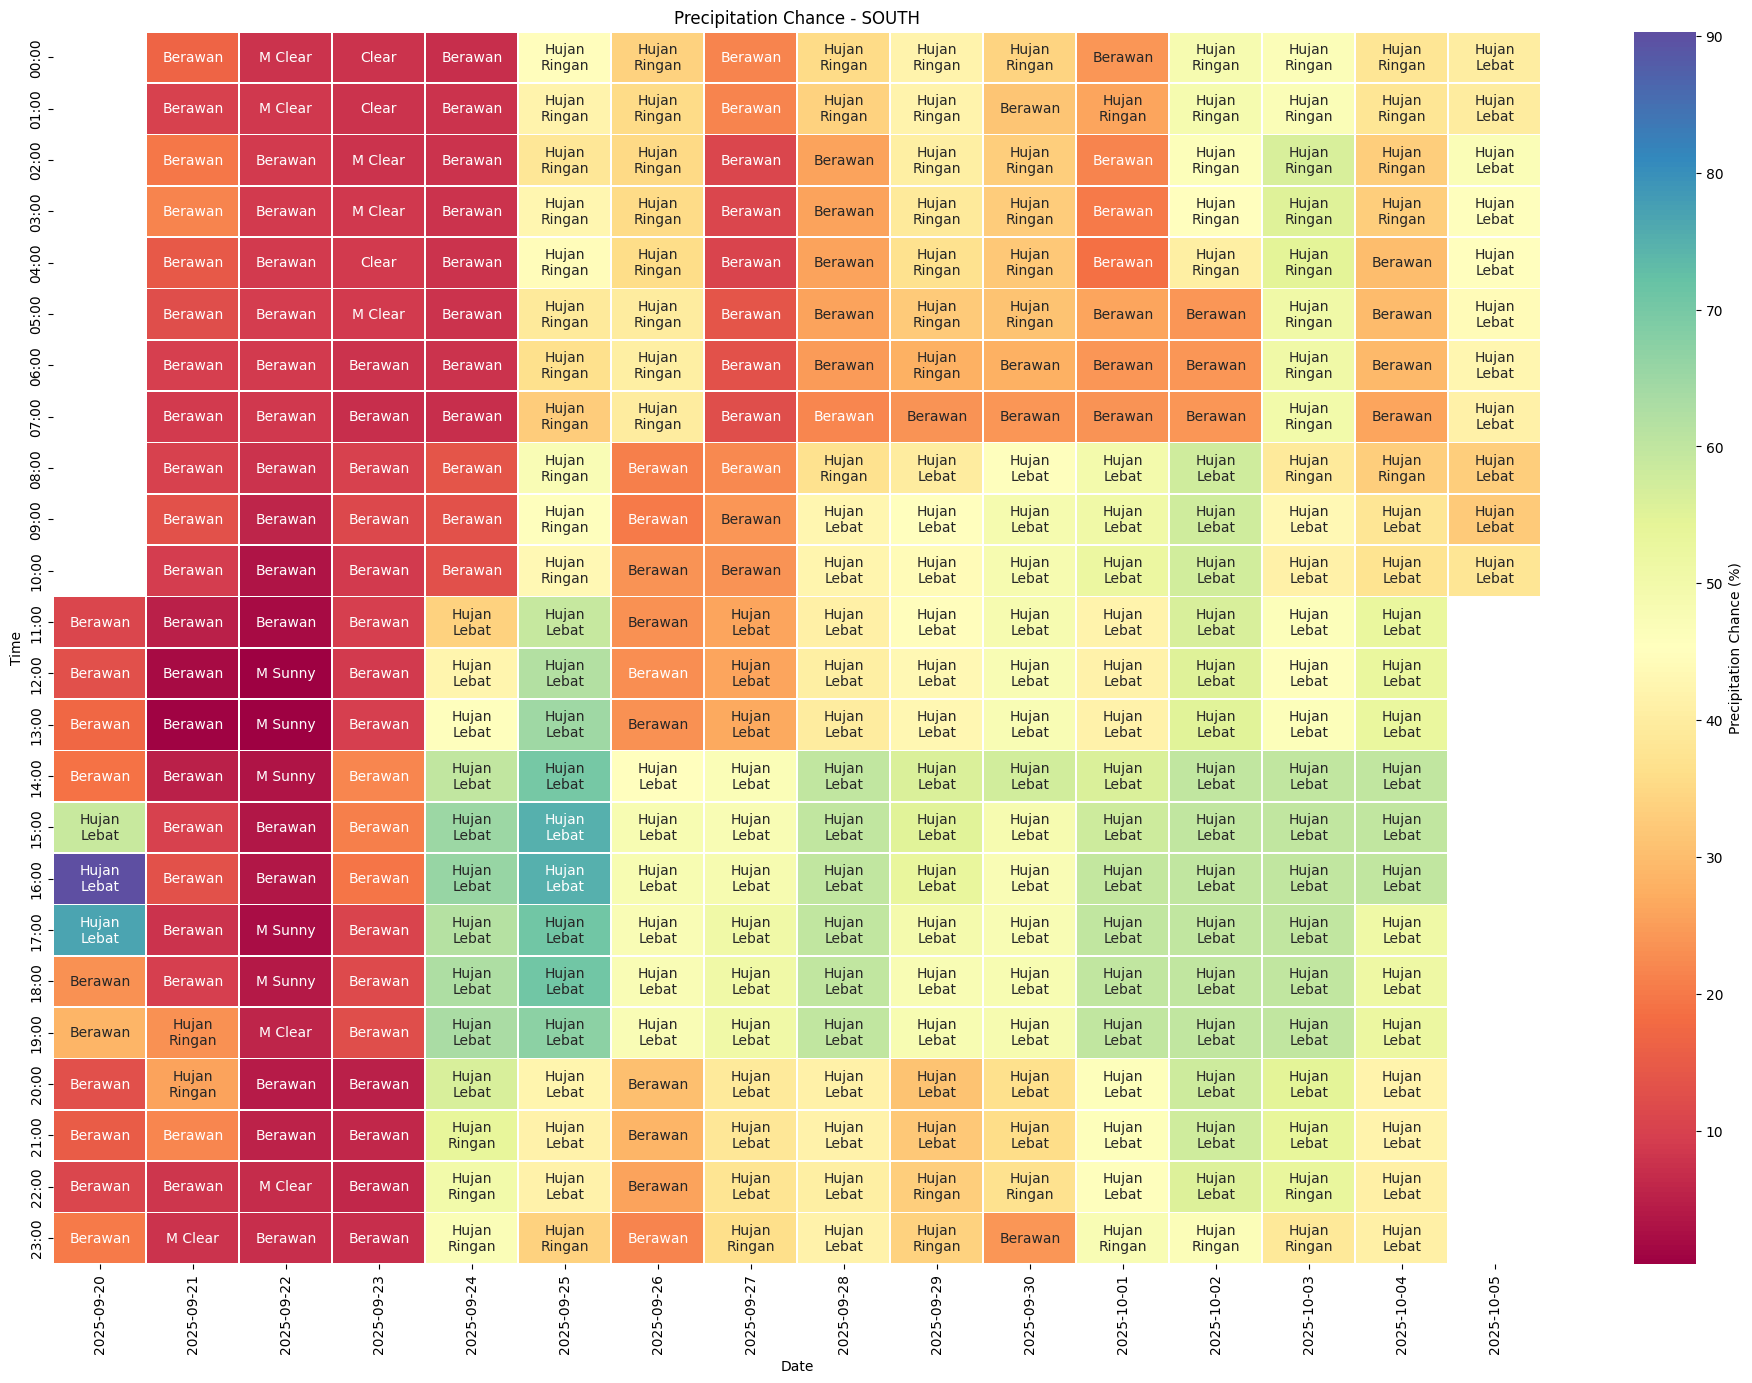 Precipitation Chance - SOUTH
00:00 Berawan M Clear Clear Berawan Hujan Ringan Hujan Ringan Berawan Hujan Ringan Hujan Ringan Hujan Ringan Berawan Hujan Ringan Hujan Ringan Hujan Ringan Hujan Lebat
01:00 Berawan M Clear Clear Berawan Hujan Ringan Hujan Ringan Berawan Hujan Ringan Hujan Ringan Berawan Hujan Ringan Hujan Ringan Hujan Ringan Hujan Ringan Hujan Lebat
02:00 Berawan Berawan M Clear Berawan Hujan Ringan Hujan Ringan Berawan Berawan Hujan Ringan Hujan Ringan Berawan Hujan Ringan Hujan Ringan Hujan Ringan Hujan Lebat
03:00 Berawan Berawan M Clear Berawan Hujan Ringan Hujan Ringan Berawan Berawan Hujan Ringan Hujan Ringan Berawan Hujan Ringan Hujan Ringan Hujan Ringan Hujan Lebat
04:00 Berawan Berawan Clear Berawan Hujan Ringan Hujan Ringan Berawan Berawan Hujan Ringan Hujan Ringan Berawan Hujan Ringan Hujan Ringan Berawan Hujan Lebat
05:00 Berawan Berawan M Clear Berawan Hujan Ringan Hujan Ringan Berawan Berawan Hujan Ringan Hujan Ringan Berawan Berawan Hujan Ringan Berawan Hujan Lebat
06:00 Berawan Berawan Berawan Berawan Hujan Ringan Hujan Ringan Berawan Berawan Hujan Ringan Berawan Berawan Berawan Hujan Ringan Berawan Hujan Lebat
07:00 Berawan Berawan Berawan Berawan Hujan Ringan Hujan Ringan Berawan Berawan Berawan Berawan Berawan Berawan Hujan Ringan Berawan Hujan Lebat
08:00 Berawan Berawan Berawan Berawan Hujan Ringan Berawan Berawan Hujan Ringan Hujan Lebat Hujan Lebat Hujan Lebat Hujan Lebat Hujan Ringan Hujan Ringan Hujan Lebat
09:00 Berawan Berawan Berawan Berawan Hujan Ringan Berawan Berawan Hujan Lebat Hujan Lebat Hujan Lebat Hujan Lebat Hujan Lebat Hujan Lebat Hujan Lebat Hujan Lebat
10:00 Berawan Berawan Berawan Berawan Hujan Ringan Berawan Berawan Hujan Lebat Hujan Lebat Hujan Lebat Hujan Lebat Hujan Lebat Hujan Lebat Hujan Lebat Hujan Lebat
11:00 Berawan Berawan Berawan Berawan Hujan Lebat Hujan Lebat Berawan Hujan Lebat Hujan Lebat Hujan Lebat Hujan Lebat Hujan Lebat Hujan Lebat Hujan Lebat Hujan Lebat
12:00 Berawan Berawan M Sunny Berawan Hujan Lebat Hujan Lebat Berawan Hujan Lebat Hujan Lebat Hujan Lebat Hujan Lebat Hujan Lebat Hujan Lebat Hujan Lebat Hujan Lebat
13:00 Berawan Berawan M Sunny Berawan Hujan Lebat Hujan Lebat Berawan Hujan Lebat Hujan Lebat Hujan Lebat Hujan Lebat Hujan Lebat Hujan Lebat Hujan Lebat Hujan Lebat
14:00 Berawan Berawan M Sunny Berawan Hujan Lebat Hujan Lebat Hujan Lebat Hujan Lebat Hujan Lebat Hujan Lebat Hujan Lebat Hujan Lebat Hujan Lebat Hujan Lebat Hujan Lebat
15:00 Hujan Lebat Berawan Berawan Berawan Hujan Lebat Hujan Lebat Hujan Lebat Hujan Lebat Hujan Lebat Hujan Lebat Hujan Lebat Hujan Lebat Hujan Lebat Hujan Lebat Hujan Lebat
16:00 Hujan Lebat Berawan Berawan Berawan Hujan Lebat Hujan Lebat Hujan Lebat Hujan Lebat Hujan Lebat Hujan Lebat Hujan Lebat Hujan Lebat Hujan Lebat Hujan Lebat Hujan Lebat
17:00 Hujan Lebat Berawan M Sunny Berawan Hujan Lebat Hujan Lebat Hujan Lebat Hujan Lebat Hujan Lebat Hujan Lebat Hujan Lebat Hujan Lebat Hujan Lebat Hujan Lebat Hujan Lebat
18:00 Berawan Berawan M Sunny Berawan Hujan Lebat Hujan Lebat Hujan Lebat Hujan Lebat Hujan Lebat Hujan Lebat Hujan Lebat Hujan Lebat Hujan Lebat Hujan Lebat Hujan Lebat
19:00 Berawan Hujan Ringan M Clear Berawan Hujan Lebat Hujan Lebat Hujan Lebat Hujan Lebat Hujan Lebat Hujan Lebat Hujan Lebat Hujan Lebat Hujan Lebat Hujan Lebat Hujan Lebat
20:00 Berawan Hujan Ringan Berawan Berawan Hujan Lebat Hujan Lebat Berawan Hujan Lebat Hujan Lebat Hujan Lebat Hujan Lebat Hujan Lebat Hujan Lebat Hujan Lebat Hujan Lebat
21:00 Berawan Berawan Berawan Berawan Hujan Ringan Hujan Lebat Berawan Hujan Lebat Hujan Lebat Hujan Lebat Hujan Lebat Hujan Lebat Hujan Lebat Hujan Lebat Hujan Lebat
22:00 Berawan Berawan M Clear Berawan Hujan Ringan Hujan Lebat Berawan Hujan Lebat Hujan Lebat Hujan Ringan Hujan Ringan Hujan Lebat Hujan Lebat Hujan Ringan Hujan Lebat
23:00 Berawan M Clear Berawan Berawan Hujan Ringan Hujan Ringan Berawan Hujan Ringan Hujan Lebat Hujan Ringan Berawan Hujan Ringan Hujan Ringan Hujan Ringan Hujan Lebat
Time
2025-09-20 2025-09-21 2025-09-22 2025-09-23 2025-09-24 2025-09-25 2025-09-26 2025-09-27 2025-09-28 2025-09-29 2025-09-30 2025-10-01 2025-10-02 2025-10-03 2025-10-04 2025-10-05
Date
90
80
70
60
50
40
30
20
10
Precipitation Chance (%)